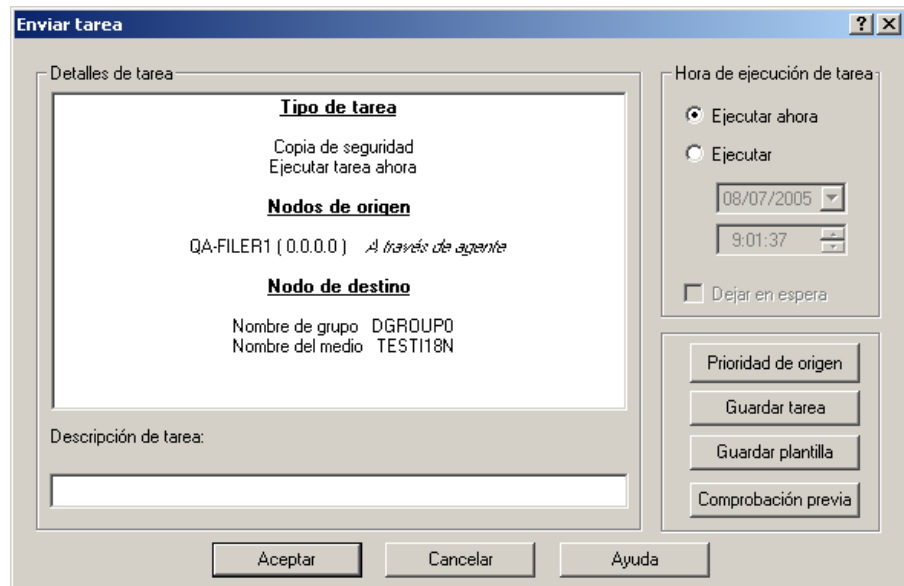 Enviar tarea
Detalles de tarea
Tipo de tarea
Copia de seguridad
Ejecutar tarea ahora
Nodos de origen
QA-FILER1 ( 0.0.0.0 ) A través de agente
Nodo de destino
Nombre de grupo DGROUP0
Nombre del medio TESTI18N
Descripción de tarea:
Hora de ejecución de tarea
Ejecutar ahora
Ejecutar
08/07/2005
9:01:37
Dejar en espera
Prioridad de origen
Guardar tarea
Guardar plantilla
Comprobación previa
Aceptar
Cancelar
Ayuda